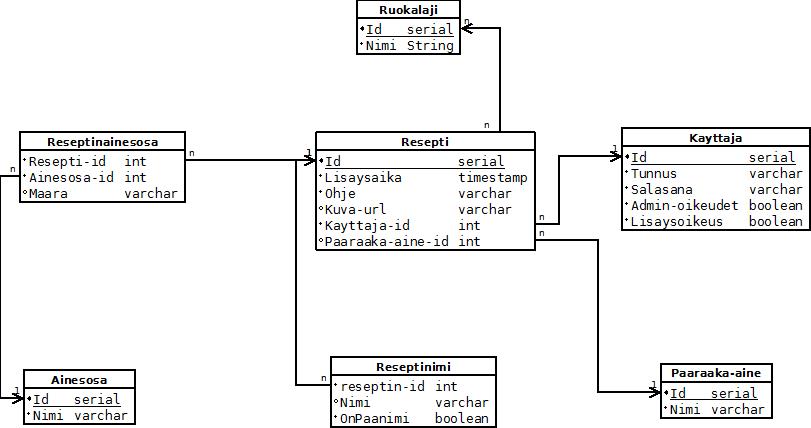 Ruokalaji
Id serial
Nimi String
n
n
Reseptinainesosa
Resepti-id int
Ainesosa-id int
Maara varchar
n
n
1
Resepti
Id serial
Lisaysaika timestamp
Ohje varchar
Kuva-url varchar
Kayttaja-id int
Paaraaka-aine-id int
n
n
1
Kayttaja
Id serial
Tunnus varchar
Salasana varchar
Admin-oikeudet boolean
Lisaysoikeus boolean
1
Ainesosa
Id serial
Nimi varchar
n
Reseptinimi
reseptin-id int
Nimi varchar
OnPaanimi boolean
1
Paaraaka-aine
Id serial
Nimi varchar